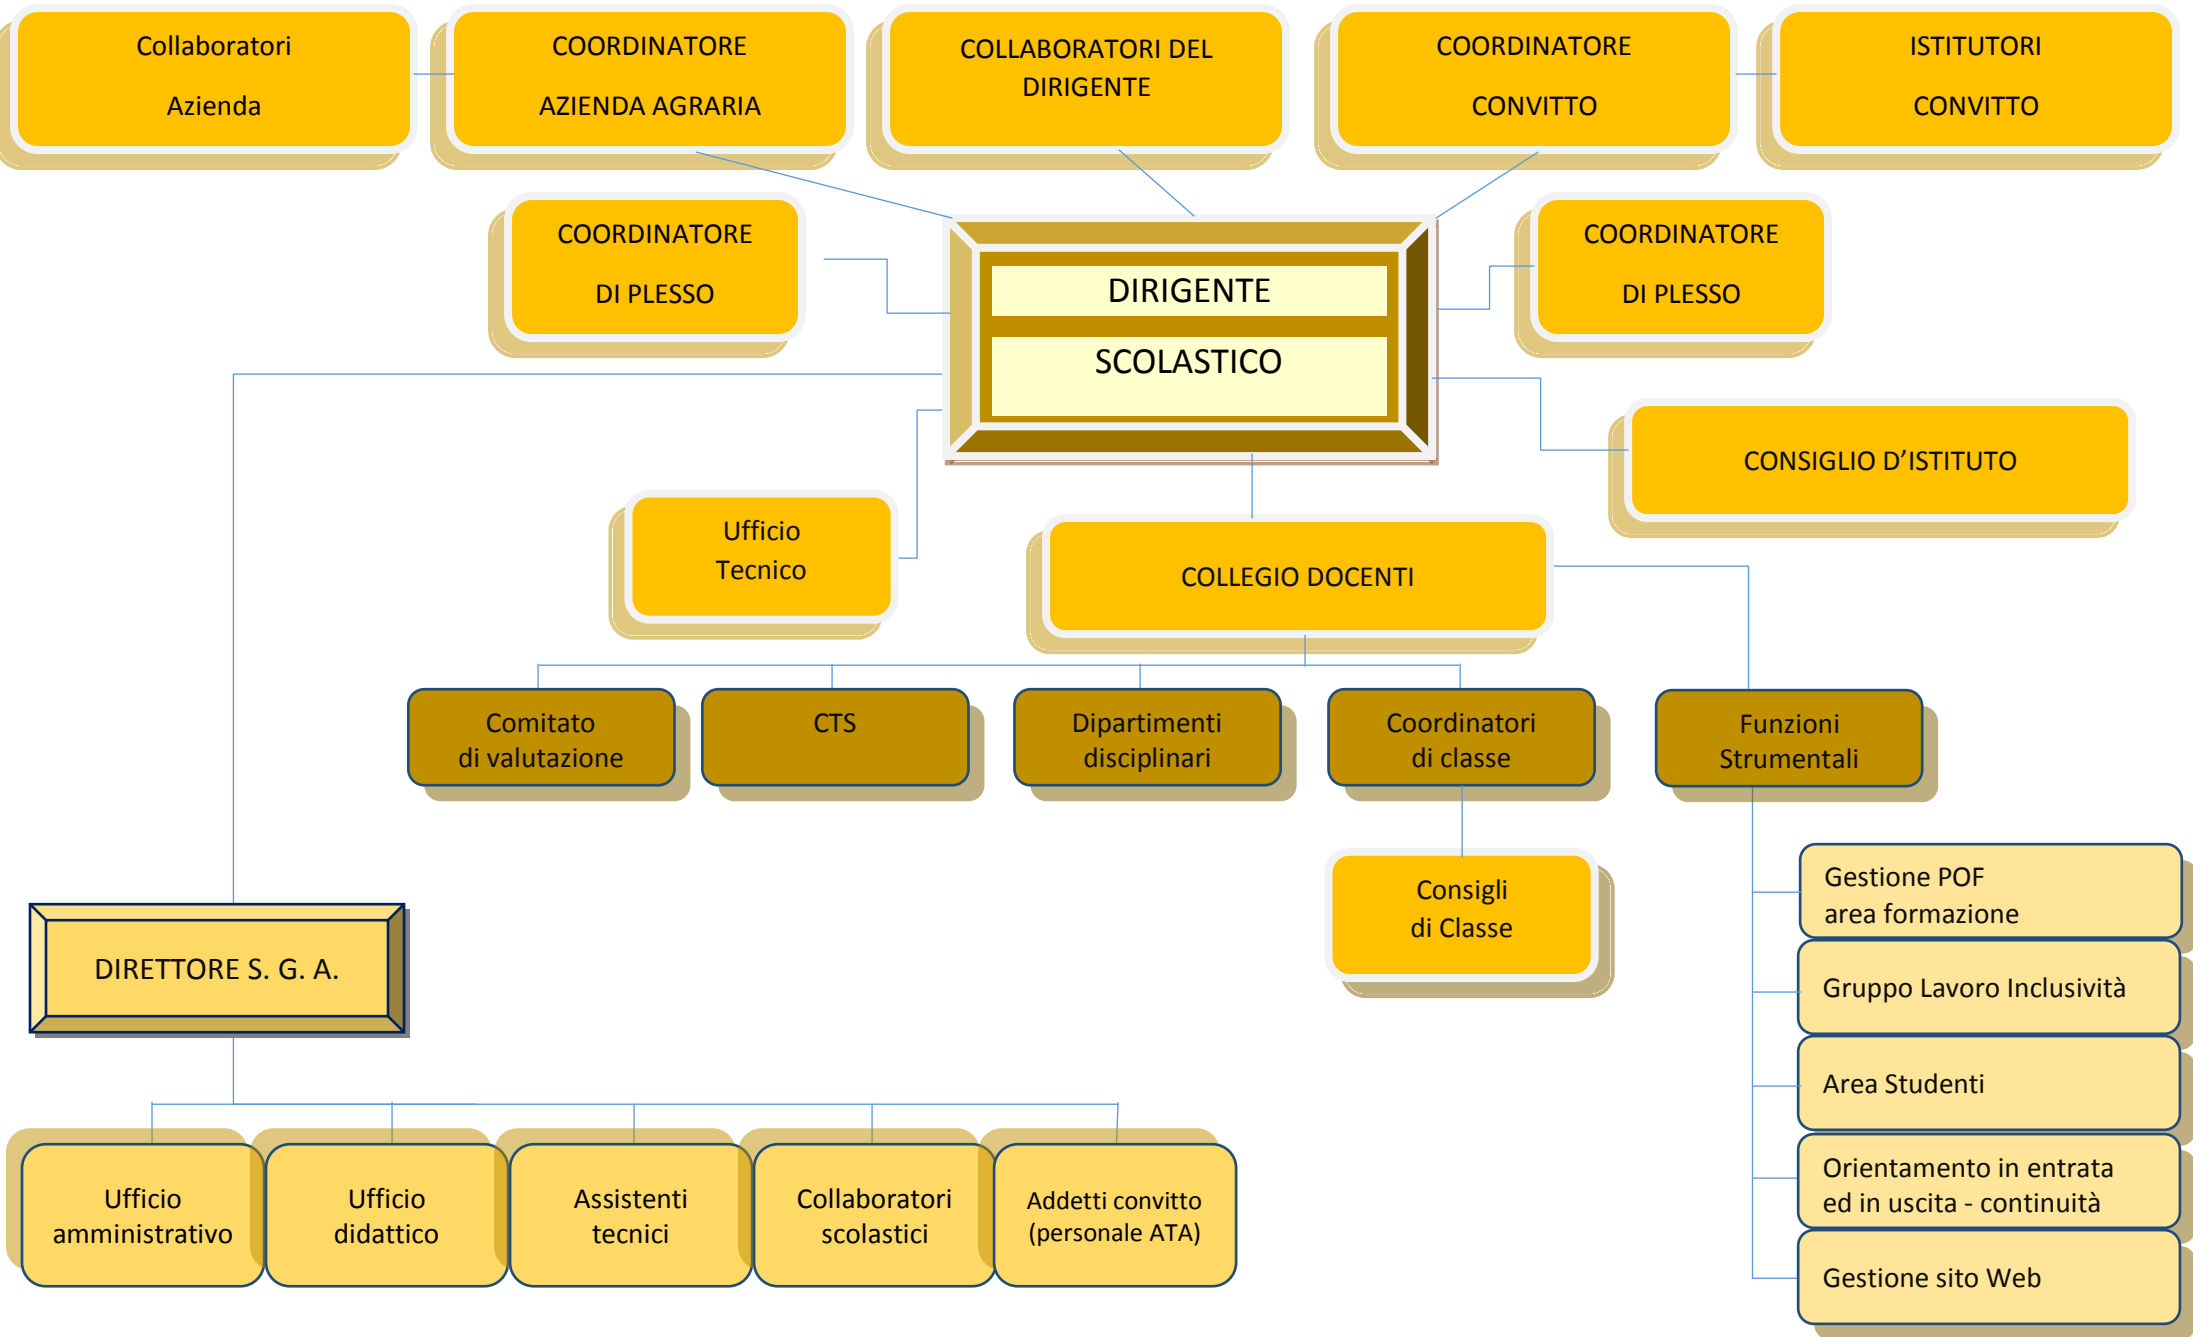 Collaboratori
Azienda
COORDINATORE
AZIENDA AGRARIA
COLLABORATORI DEL
DIRIGENTE
COORDINATORE
CONVITTO
ISTITUTORI
CONVITTO
COORDINATORE
DI PLESSO
DIRIGENTE
SCOLASTICO
COORDINATORE
DI PLESSO
CONSIGLIO D’ISTITUTO
Ufficio
Tecnico
COLLEGIO DOCENTI
Comitato
di valutazione
CTS
Dipartimenti
disciplinari
Coordinatori
di classe
Funzioni
Strumentali
Consigli
di Classe
Gestione POF
area formazione
Gruppo Lavoro Inclusività
Area Studenti
Orientamento in entrata
ed in uscita - continuità
Gestione sito Web
DIRETTORE S. G. A.
Ufficio
amministrativo
Ufficio
didattico
Assistenti
tecnici
Collaboratori
scolastici
Addetti convitto
(personale ATA)